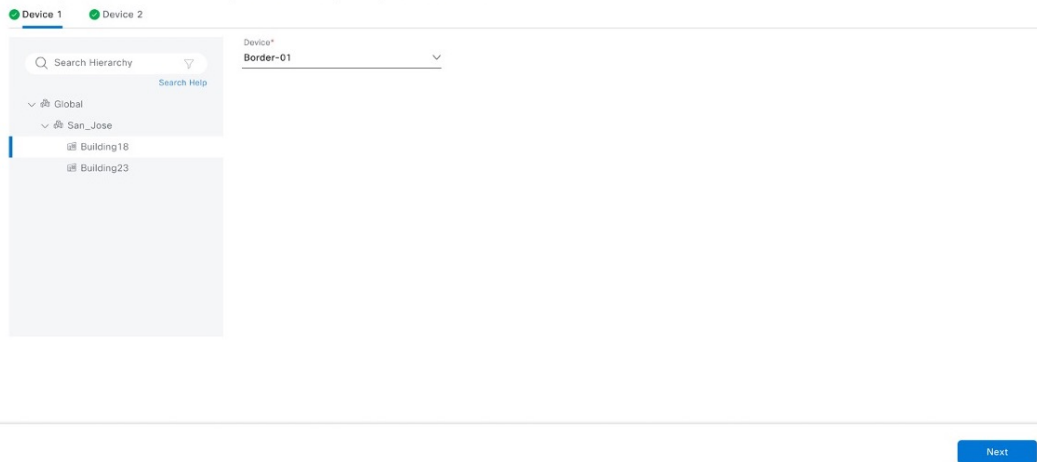 Device 1
Device 2
Search Hierarchy
Search Help
Global
San_Jose
Building18
Building23
Device*
Border-01
Next